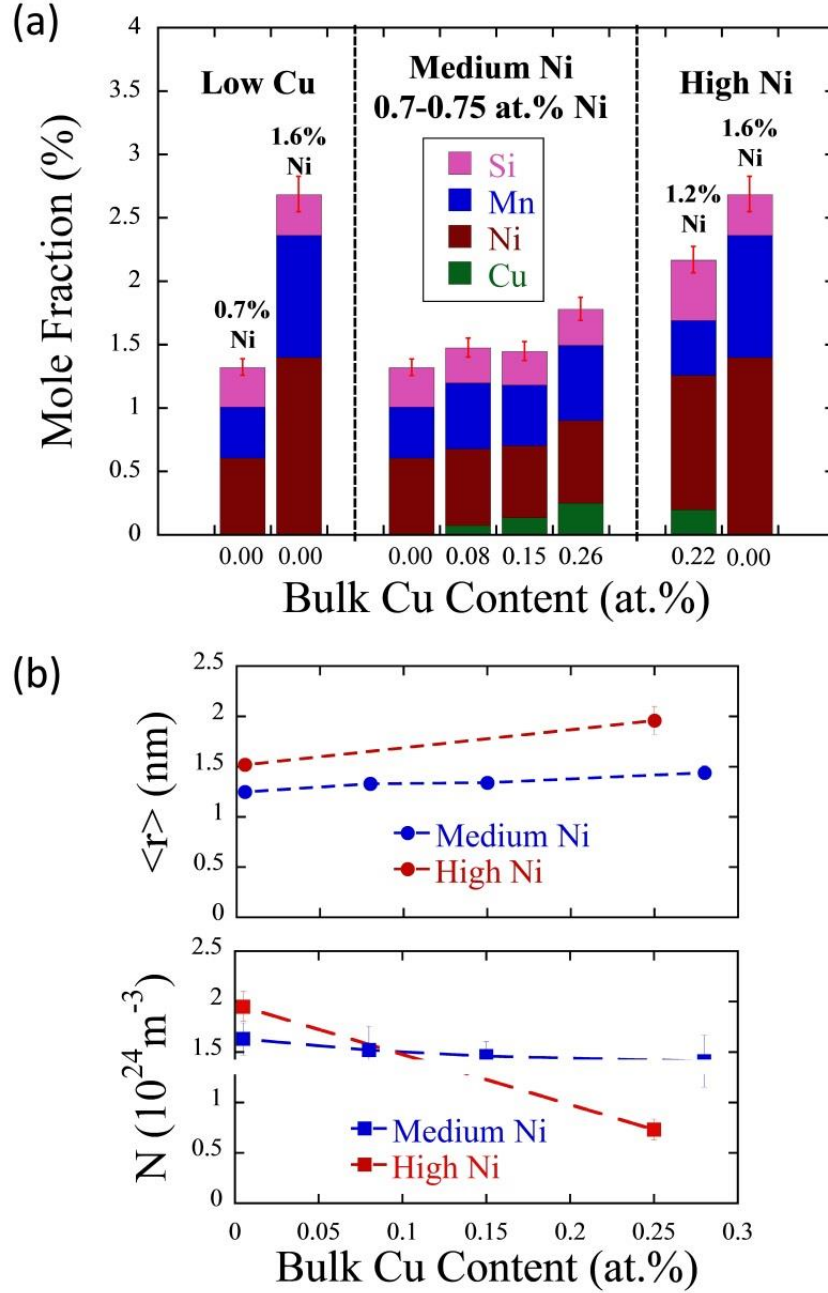 (a)
4
3.5
3
2.5
2
1.5
1
0.5
0
Mole Fraction (%)
Low Cu
Medium Ni
0.7-0.75 at.% Ni
High Ni
0.7%
Ni
1.6%
Ni
Si
Mn
Ni
Cu
1.2%
Ni
1.6%
Ni
0.00 0.00 0.00 0.08 0.15 0.26 0.22 0.00
Bulk Cu Content (at.%)
(b)
2.5
2
1.5
1
0.5
0
<r> (nm)
Medium Ni
High Ni
2.5
2
1.5
1
0.5
0
N (10²⁴m⁻³)
Medium Ni
High Ni
0 0.05 0.1 0.15 0.2 0.25 0.3
Bulk Cu Content (at.%)